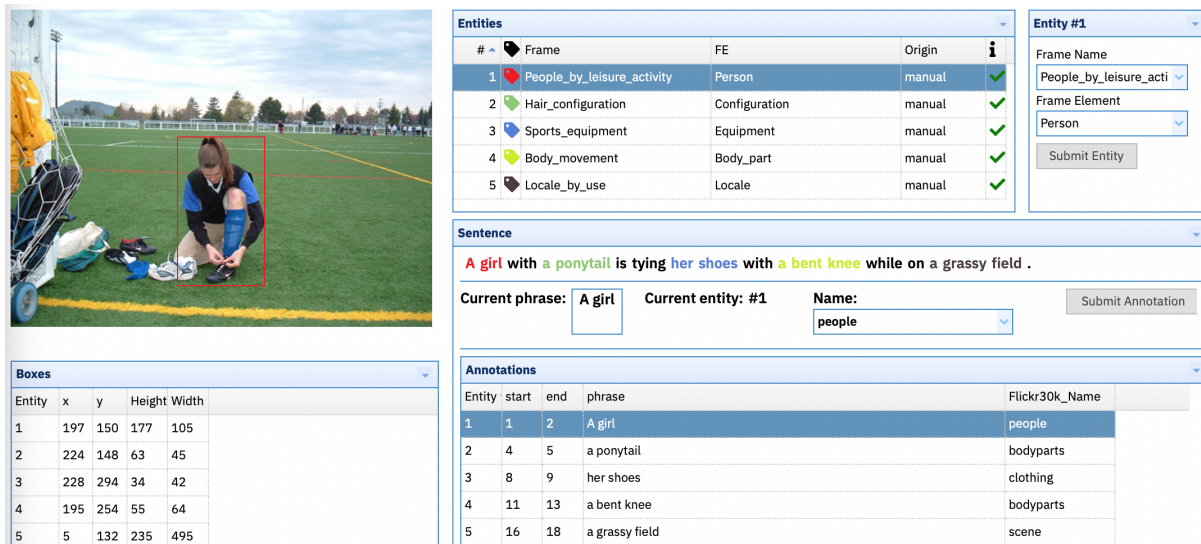 Entities
# Frame FE Origin i
1 People_by_leisure_activity Person manual
2 Hair_configuration Configuration manual
3 Sports_equipment Equipment manual
4 Body_movement Body_part manual
5 Locale_by_use Locale manual
Entity #1
Frame Name
People_by_leisure_acti
Frame Element
Person
Submit Entity
Sentence
A girl with a ponytail is tying her shoes with a bent knee while on a grassy field .
Current phrase: A girl Current entity: #1 Name:
people
Submit Annotation
Boxes
Entity x y Height Width
1 197 150 177 105
2 224 148 63 45
3 228 294 34 42
4 195 254 55 64
5 5 132 235 495
Annotations
Entity start end phrase Flickr30k_Name
1 1 2 A girl people
2 4 5 a ponytail bodyparts
3 8 9 her shoes clothing
4 11 13 a bent knee bodyparts
5 16 18 a grassy field scene